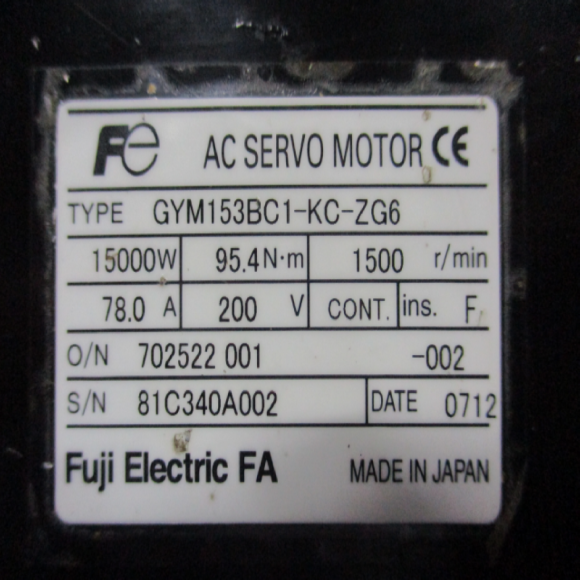 Fe AC SERVO MOTOR CE
TYPE GYM153BC1-KC-ZG6
15000W 95.4N·m 1500 r/min
78.0 A 200 V CONT. ins. F
O/N 702522 001 -002
S/N 81C340A002 DATE 0712
Fuji Electric FA MADE IN JAPAN